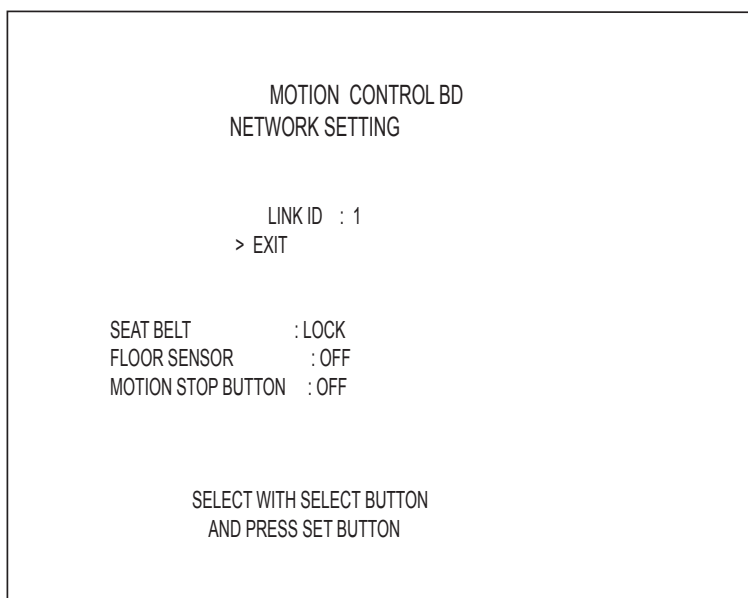 MOTION CONTROL BD
NETWORK SETTING
LINK ID : 1
> EXIT
SEAT BELT : LOCK
FLOOR SENSOR : OFF
MOTION STOP BUTTON : OFF
SELECT WITH SELECT BUTTON
AND PRESS SET BUTTON